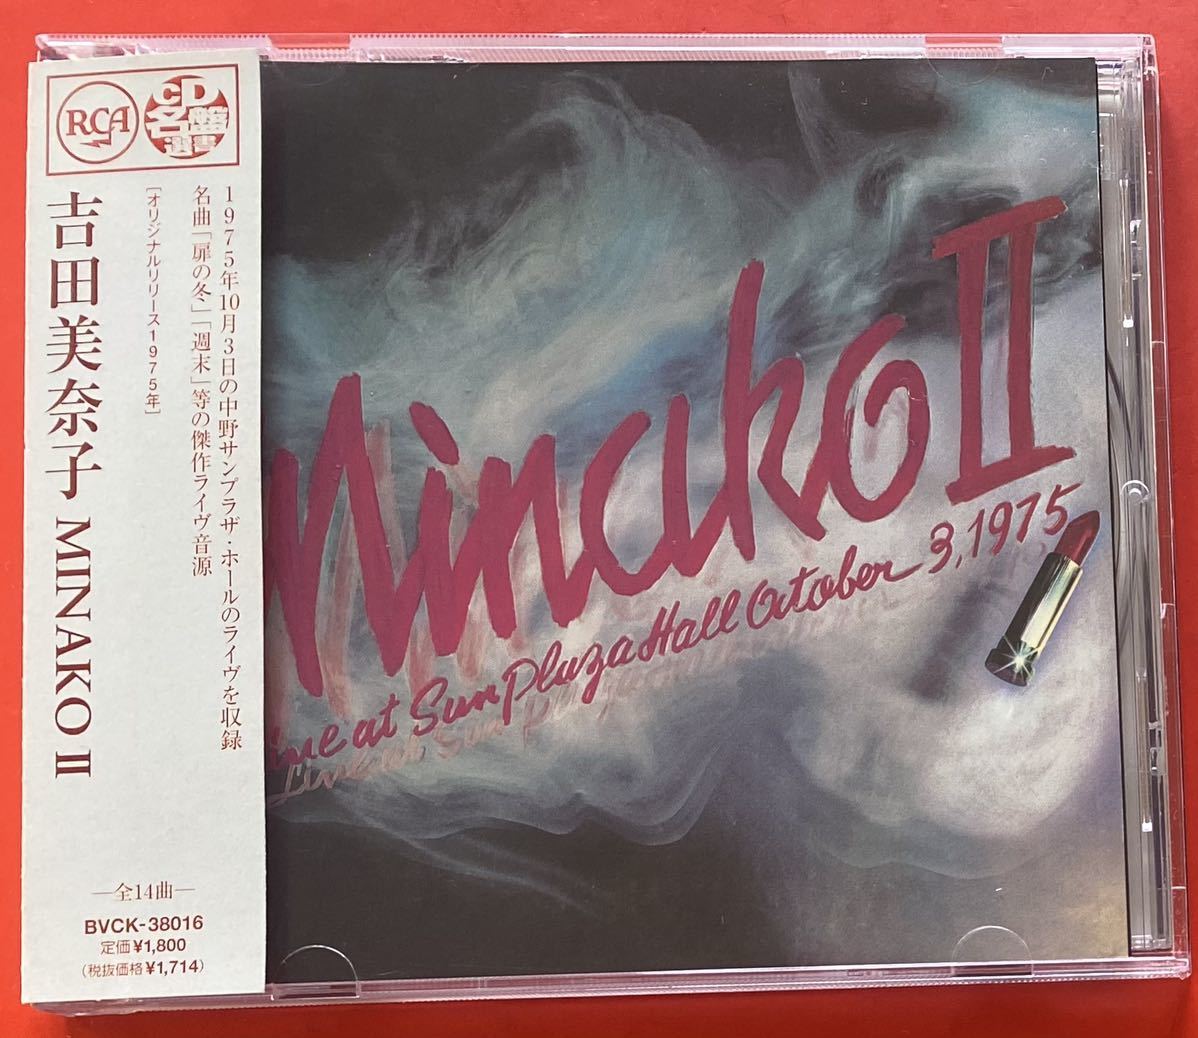 RCA
CD
名盤
選書
1975年10月3日の中野サンプラザ・ホールのライヴを収録
名曲「扉の冬」「週末」等の傑作ライヴ音源
[オリジナルリリース1975年]
吉田美奈子 MINAKO II
—全14曲—
BVCK-38016
定価¥1,800
(税抜価格¥1,714)
Minako II
Live at Sun Plaza Hall October 3, 1975
Live at Sun Plaza